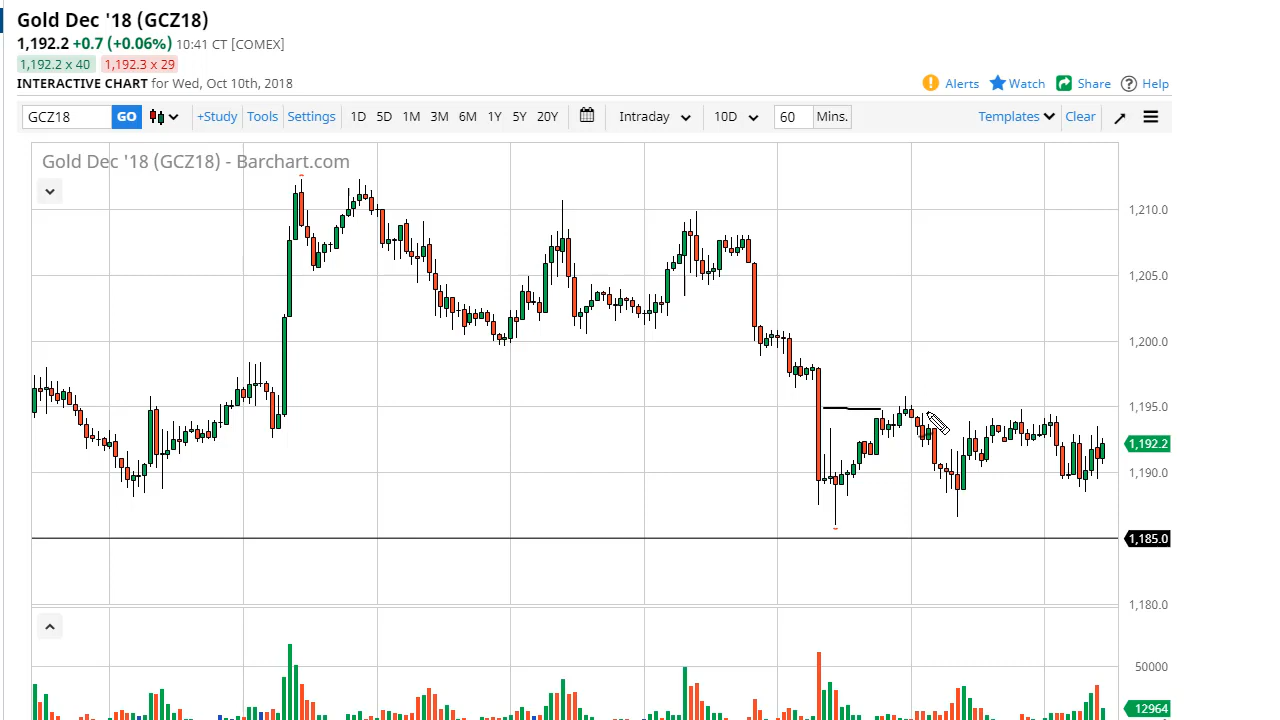 Gold Dec '18 (GCZ18)
1,192.2 +0.7 (+0.06%) 10:41 CT [COMEX]
1,192.2 x 40 1,192.3 x 29
INTERACTIVE CHART for Wed, Oct 10th, 2018
Alerts Watch Share Help
GCZ18 GO +Study Tools Settings 1D 5D 1M 3M 6M 1Y 5Y 20Y Intraday 10D 60 Mins. Templates Clear
Gold Dec '18 (GCZ18) - Barchart.com
1,210.0
1,205.0
1,200.0
1,195.0
1,192.2
1,190.0
1,185.0
1,180.0
50000
12964